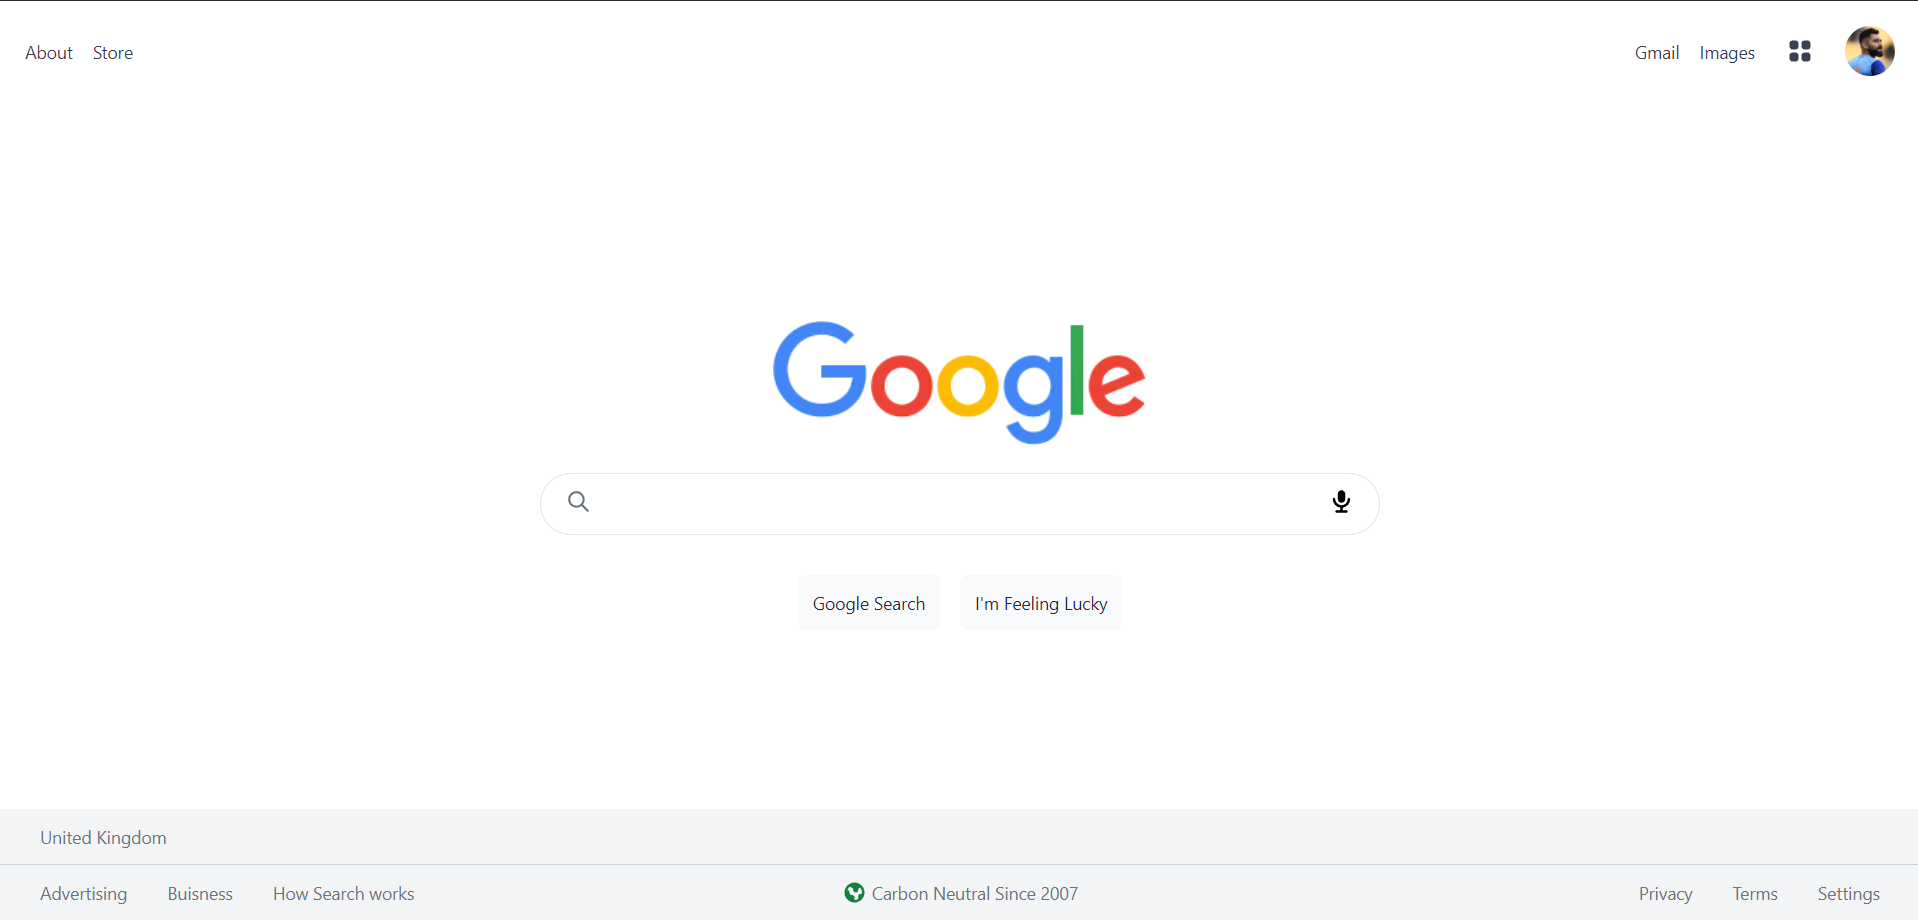 About Store Gmail Images
Google
Google Search I'm Feeling Lucky
United Kingdom
Advertising Buisness How Search works Carbon Neutral Since 2007 Privacy Terms Settings